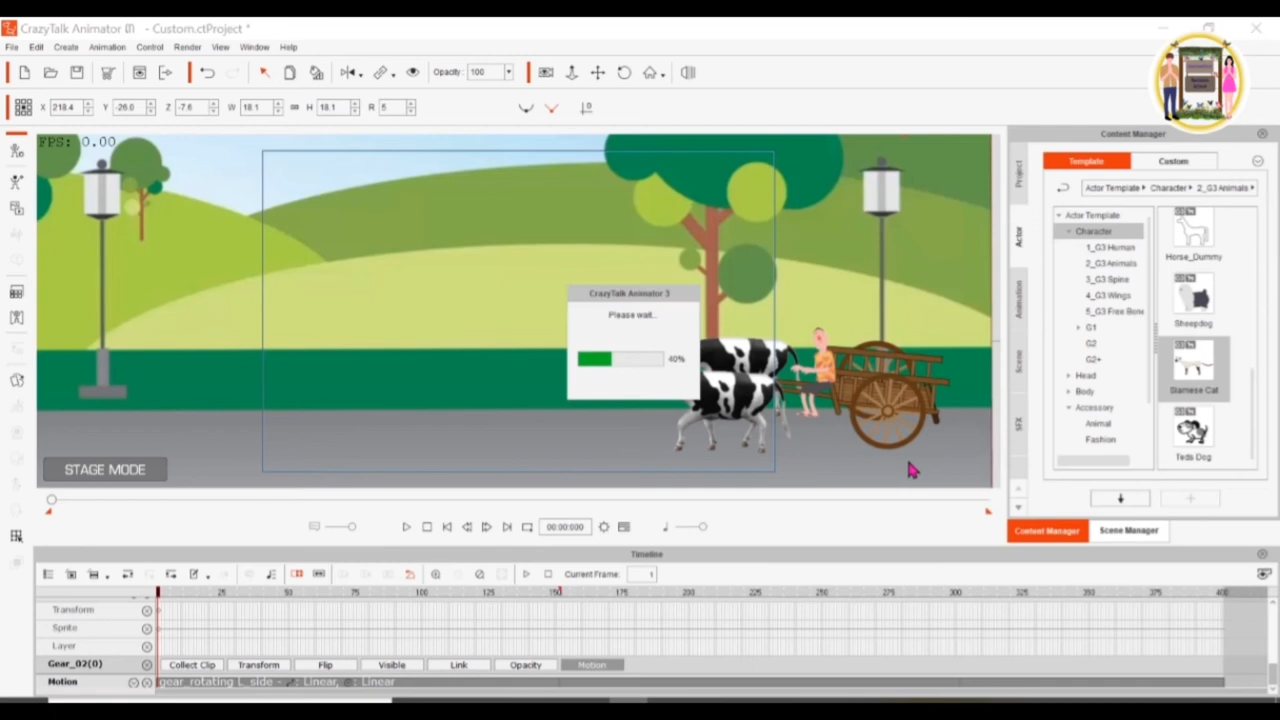 CrazyTalk Animator - Custom.ctProject *
File Edit Create Animation Control Render View Window Help
Opacity : 100
X 218.4 Y -26.0 Z -7.6 W 18.1 H 18.1 R 5
FPS: 0.00
CrazyTalk Animator 3
Please wait...
40%
STAGE MODE
00:00:000
Content Manager
Template Custom
Actor Template Character 2_G3 Animals
Project
Actor
Animation
Scene
SFX
Actor Template
Character
1_G3 Human
2_G3 Animals
3_G3 Spine
4_G3 Wings
5_G3 Free Bone
G1
G2
G2+
Head
Body
Accessory
Animal
Fashion
Horse_Dummy
Sheepdog
Siamese Cat
Teds Dog
Content Manager Scene Manager
Timeline
Current Frame: 1
25 50 75 100 125 150 175 200 225 250 275 300 325 350 375 400
Transform
Sprite
Layer
Gear_02(0) Collect Clip Transform Flip Visible Link Opacity Motion
Motion gear_rotating L_side - : Linear, : Linear